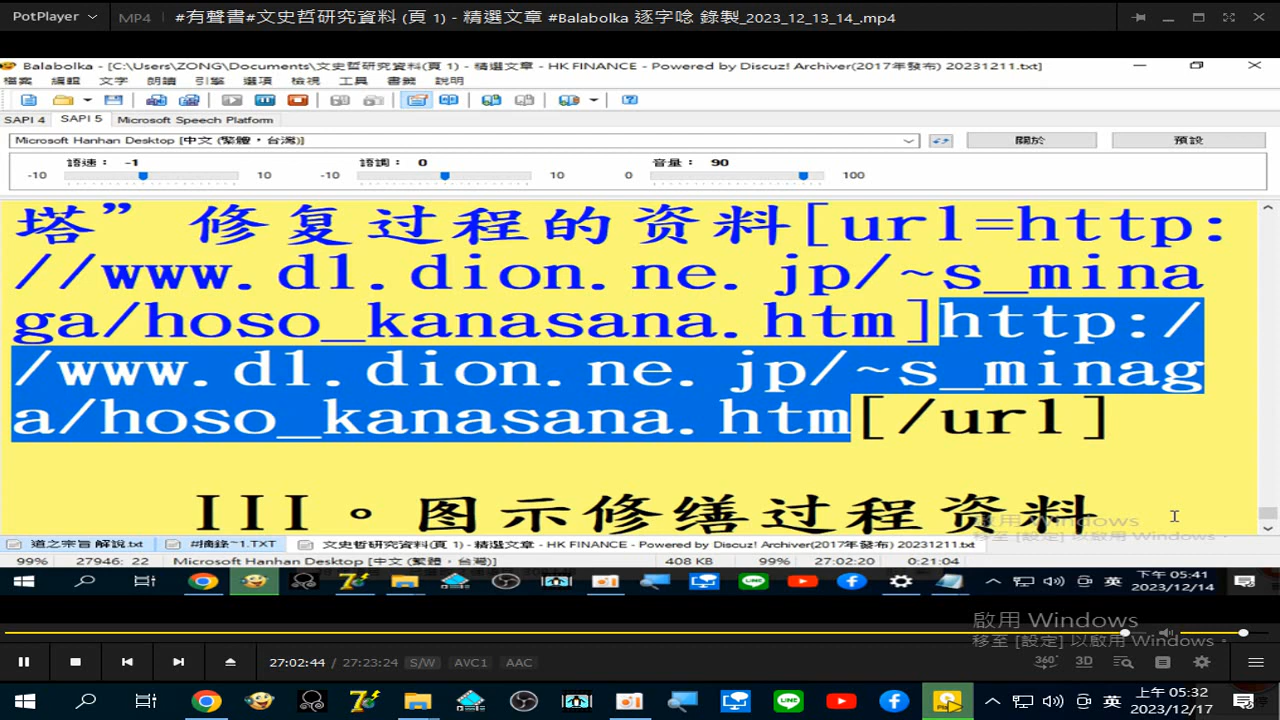 PotPlayer
MP4
#有聲書#文史哲研究資料 (頁 1) - 精選文章 #Balabolka 逐字唸 錄製_2023_12_13_14_.mp4
Balabolka - [C:\Users\ZONG\Documents\文史哲研究資料(頁 1) - 精選文章 - HK FINANCE - Powered by Discuz! Archiver(2017年發布) 20231211.txt]
檔案 編輯 文字 朗讀 引擎 選項 檢視 工具 書籤 說明
SAPI 4 SAPI 5 Microsoft Speech Platform
Microsoft Hanhan Desktop [中文 (繁體，台灣)]
關於
預設
語速： -1 語調： 0 音量： 90
-10 10 -10 10 0 100
塔”修复过程的资料[url=http:
//www.d1.dion.ne.jp/~s_mina
ga/hoso_kanasana.htm]http:/
/www.d1.dion.ne.jp/~s_minag
a/hoso_kanasana.htm[/url]
III。图示修缮过程资料
啟用 Windows
移至 [設定] 以啟用 Windows。
道之宗旨 解說.txt #摘錄~1.TXT 文史哲研究資料(頁 1) - 精選文章 - HK FINANCE - Powered by Discuz! Archiver(2017年發布) 20231211.txt
99% 27946: 22 Microsoft Hanhan Desktop [中文 (繁體，台灣)] 408 KB 99% 27:02:20 0:21:04
英
下午 05:41
2023/12/14
啟用 Windows
移至 [設定] 以啟用 Windows。
27:02:44 / 27:23:24 S/W AVC1 AAC
360° 3D
英
上午 05:32
2023/12/17